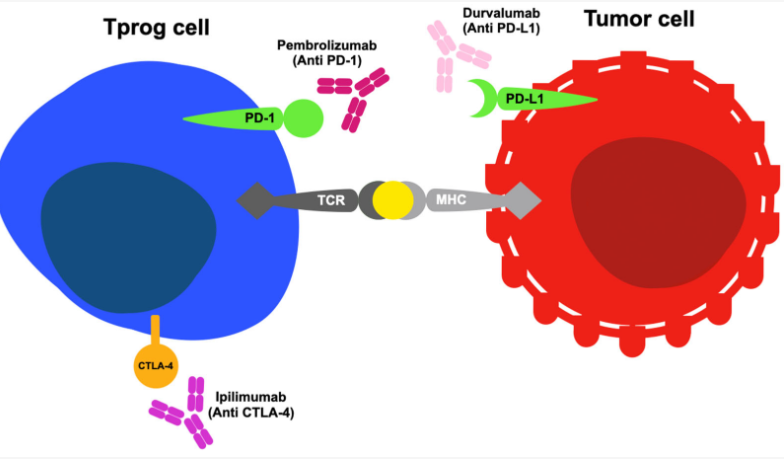 Tprog cell
Durvalumab
(Anti PD-L1)
Tumor cell
Pembrolizumab
(Anti PD-1)
PD-1
PD-L1
TCR
MHC
CTLA-4
Ipilimumab
(Anti CTLA-4)